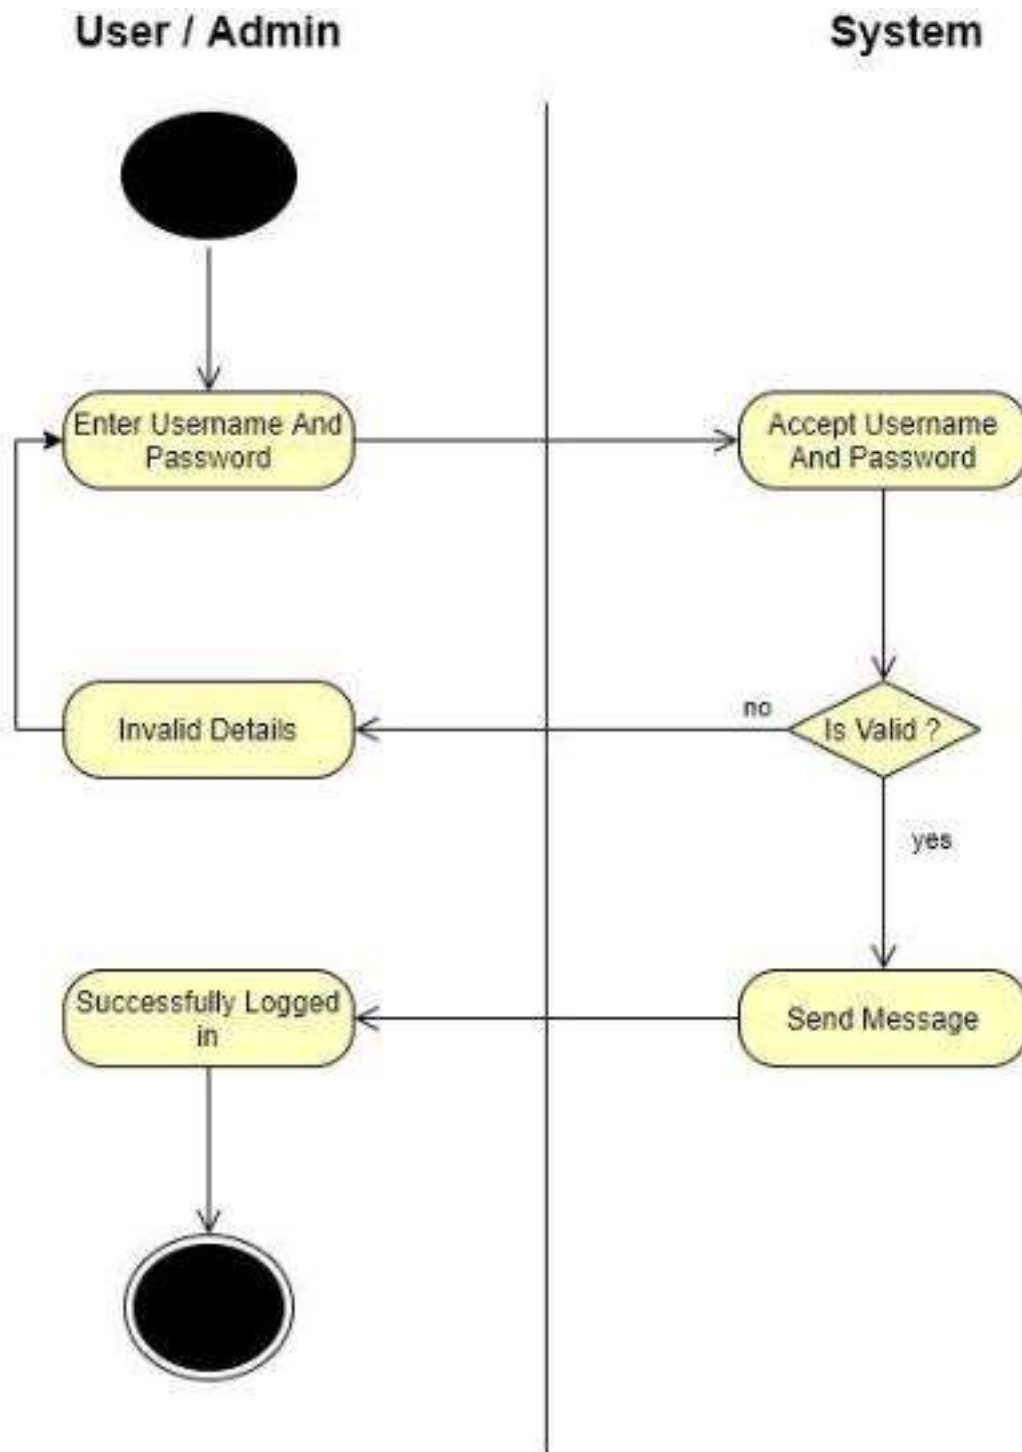 User / Admin
System
Enter Username And
Password
Accept Username
And Password
Invalid Details
no
Is Valid ?
yes
Successfully Logged
in
Send Message